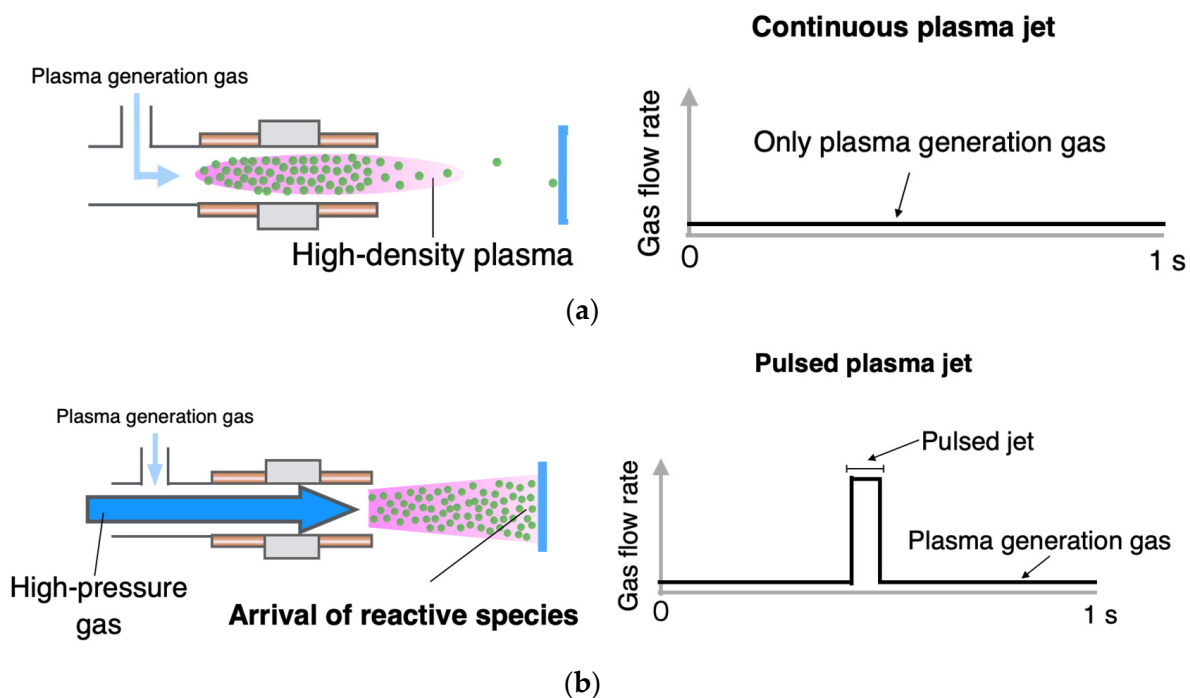 Continuous plasma jet
Plasma generation gas
High-density plasma
Gas flow rate
Only plasma generation gas
0
1 s
(a)
Pulsed plasma jet
Plasma generation gas
High-pressure
gas
Arrival of reactive species
Gas flow rate
Pulsed jet
Plasma generation gas
0
1 s
(b)